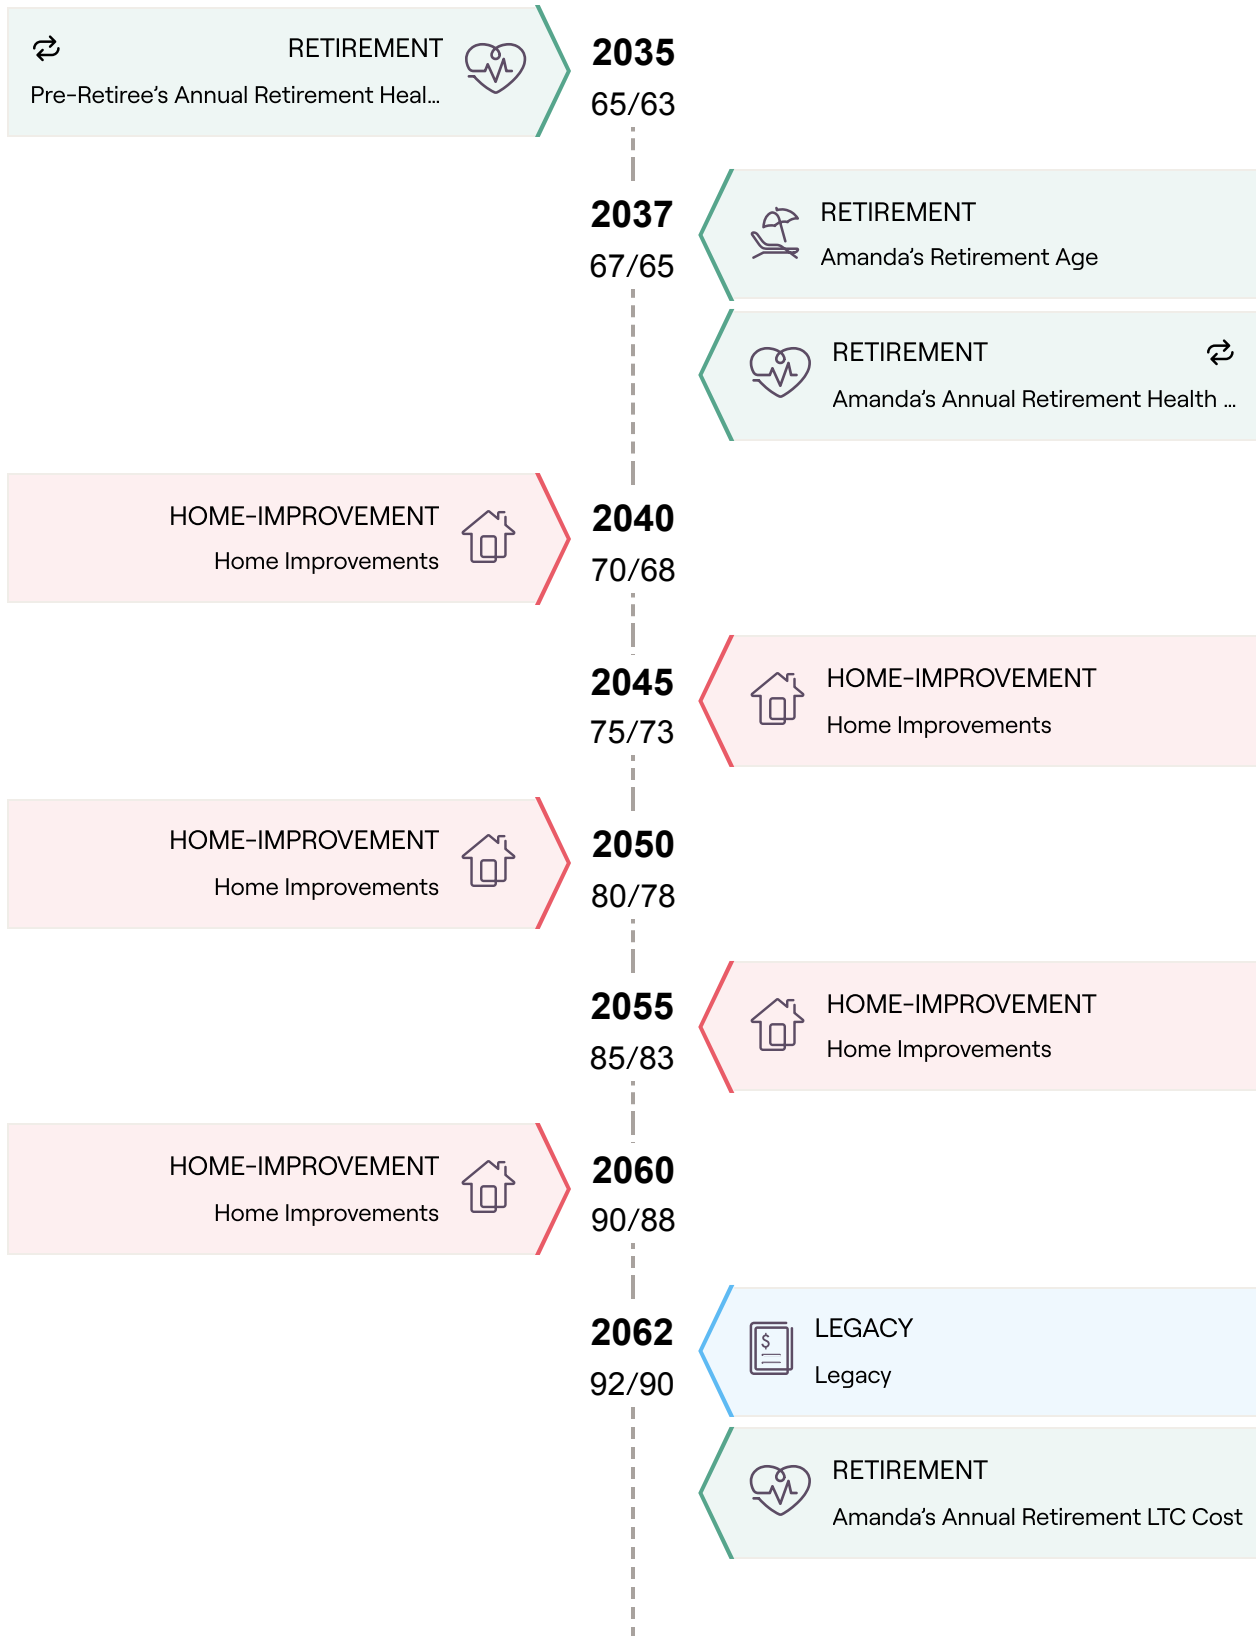 RETIREMENT
Pre-Retiree's Annual Retirement Heal...
2035
65/63
2037
67/65
RETIREMENT
Amanda's Retirement Age
RETIREMENT
Amanda's Annual Retirement Health ...
HOME-IMPROVEMENT
Home Improvements
2040
70/68
2045
75/73
HOME-IMPROVEMENT
Home Improvements
HOME-IMPROVEMENT
Home Improvements
2050
80/78
2055
85/83
HOME-IMPROVEMENT
Home Improvements
HOME-IMPROVEMENT
Home Improvements
2060
90/88
2062
92/90
$
LEGACY
Legacy
RETIREMENT
Amanda's Annual Retirement LTC Cost